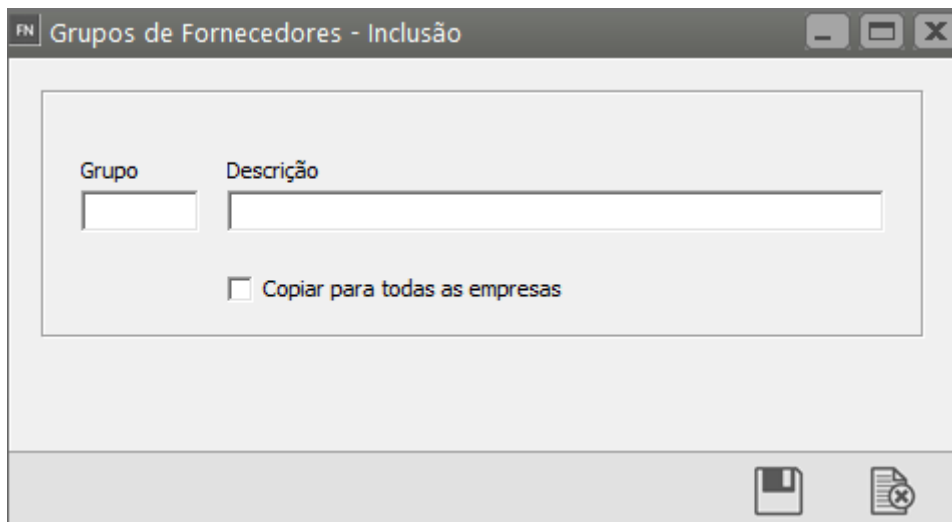 FN Grupos de Fornecedores - Inclusão
Grupo Descrição
Copiar para todas as empresas